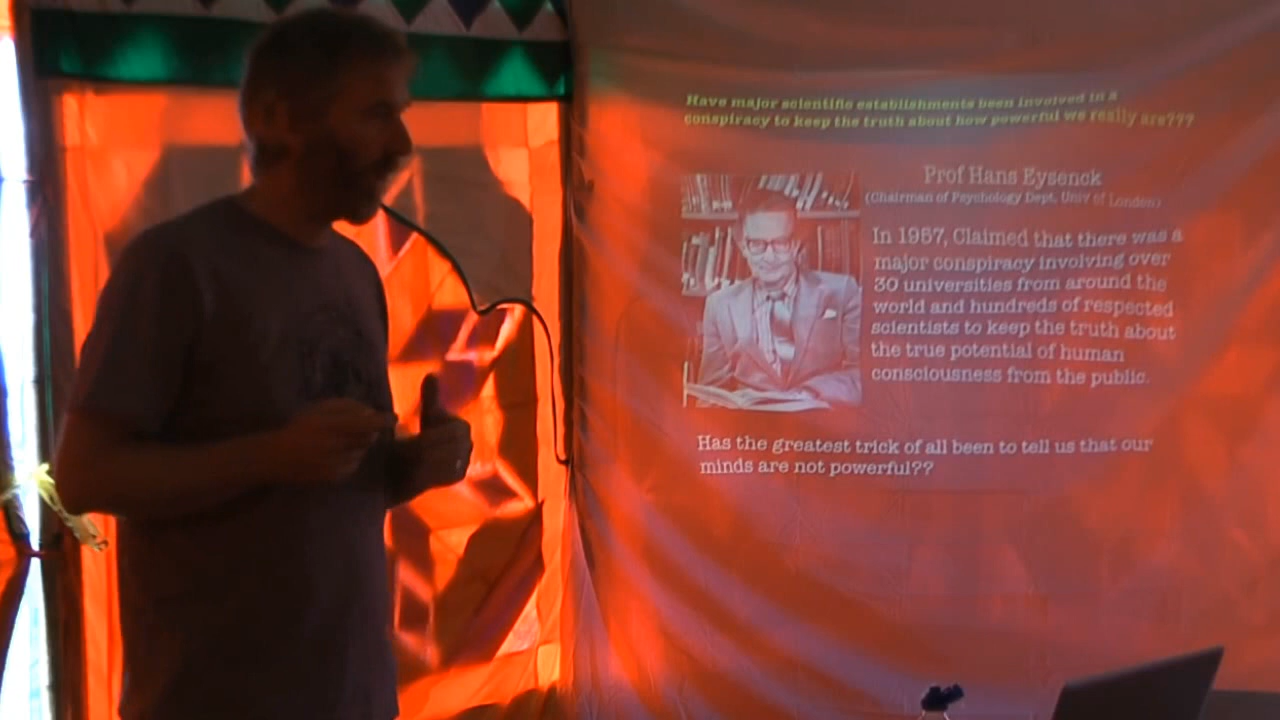 Have major scientific establishments been involved in a
conspiracy to keep the truth about how powerful we really are???
Prof Hans Eysenck
(Chairman of Psychology Dept, Univ of London)
In 1957, Claimed that there was a
major conspiracy involving over
30 universities from around the
world and hundreds of respected
scientists to keep the truth about
the true potential of human
consciousness from the public.
Has the greatest trick of all been to tell us that our
minds are not powerful??